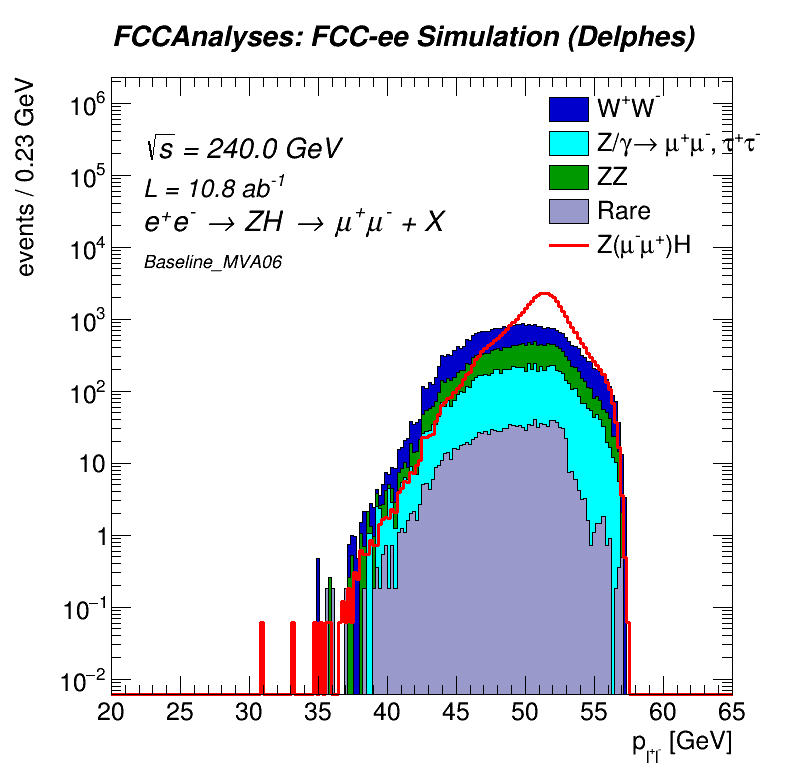 FCCAnalyses: FCC-ee Simulation (Delphes)
events / 0.23 GeV
√s = 240.0 GeV
L = 10.8 ab⁻¹
e⁺e⁻ → ZH → μ⁺μ⁻ + X
Baseline_MVA06
W⁺W⁻
Z/γ→ μ⁺μ⁻, τ⁺τ⁻
ZZ
Rare
Z(μ⁻μ⁺)H
10⁶
10⁵
10⁴
10³
10²
10
1
10⁻¹
10⁻²
20 25 30 35 40 45 50 55 60 65
p_l⁺l⁻ [GeV]